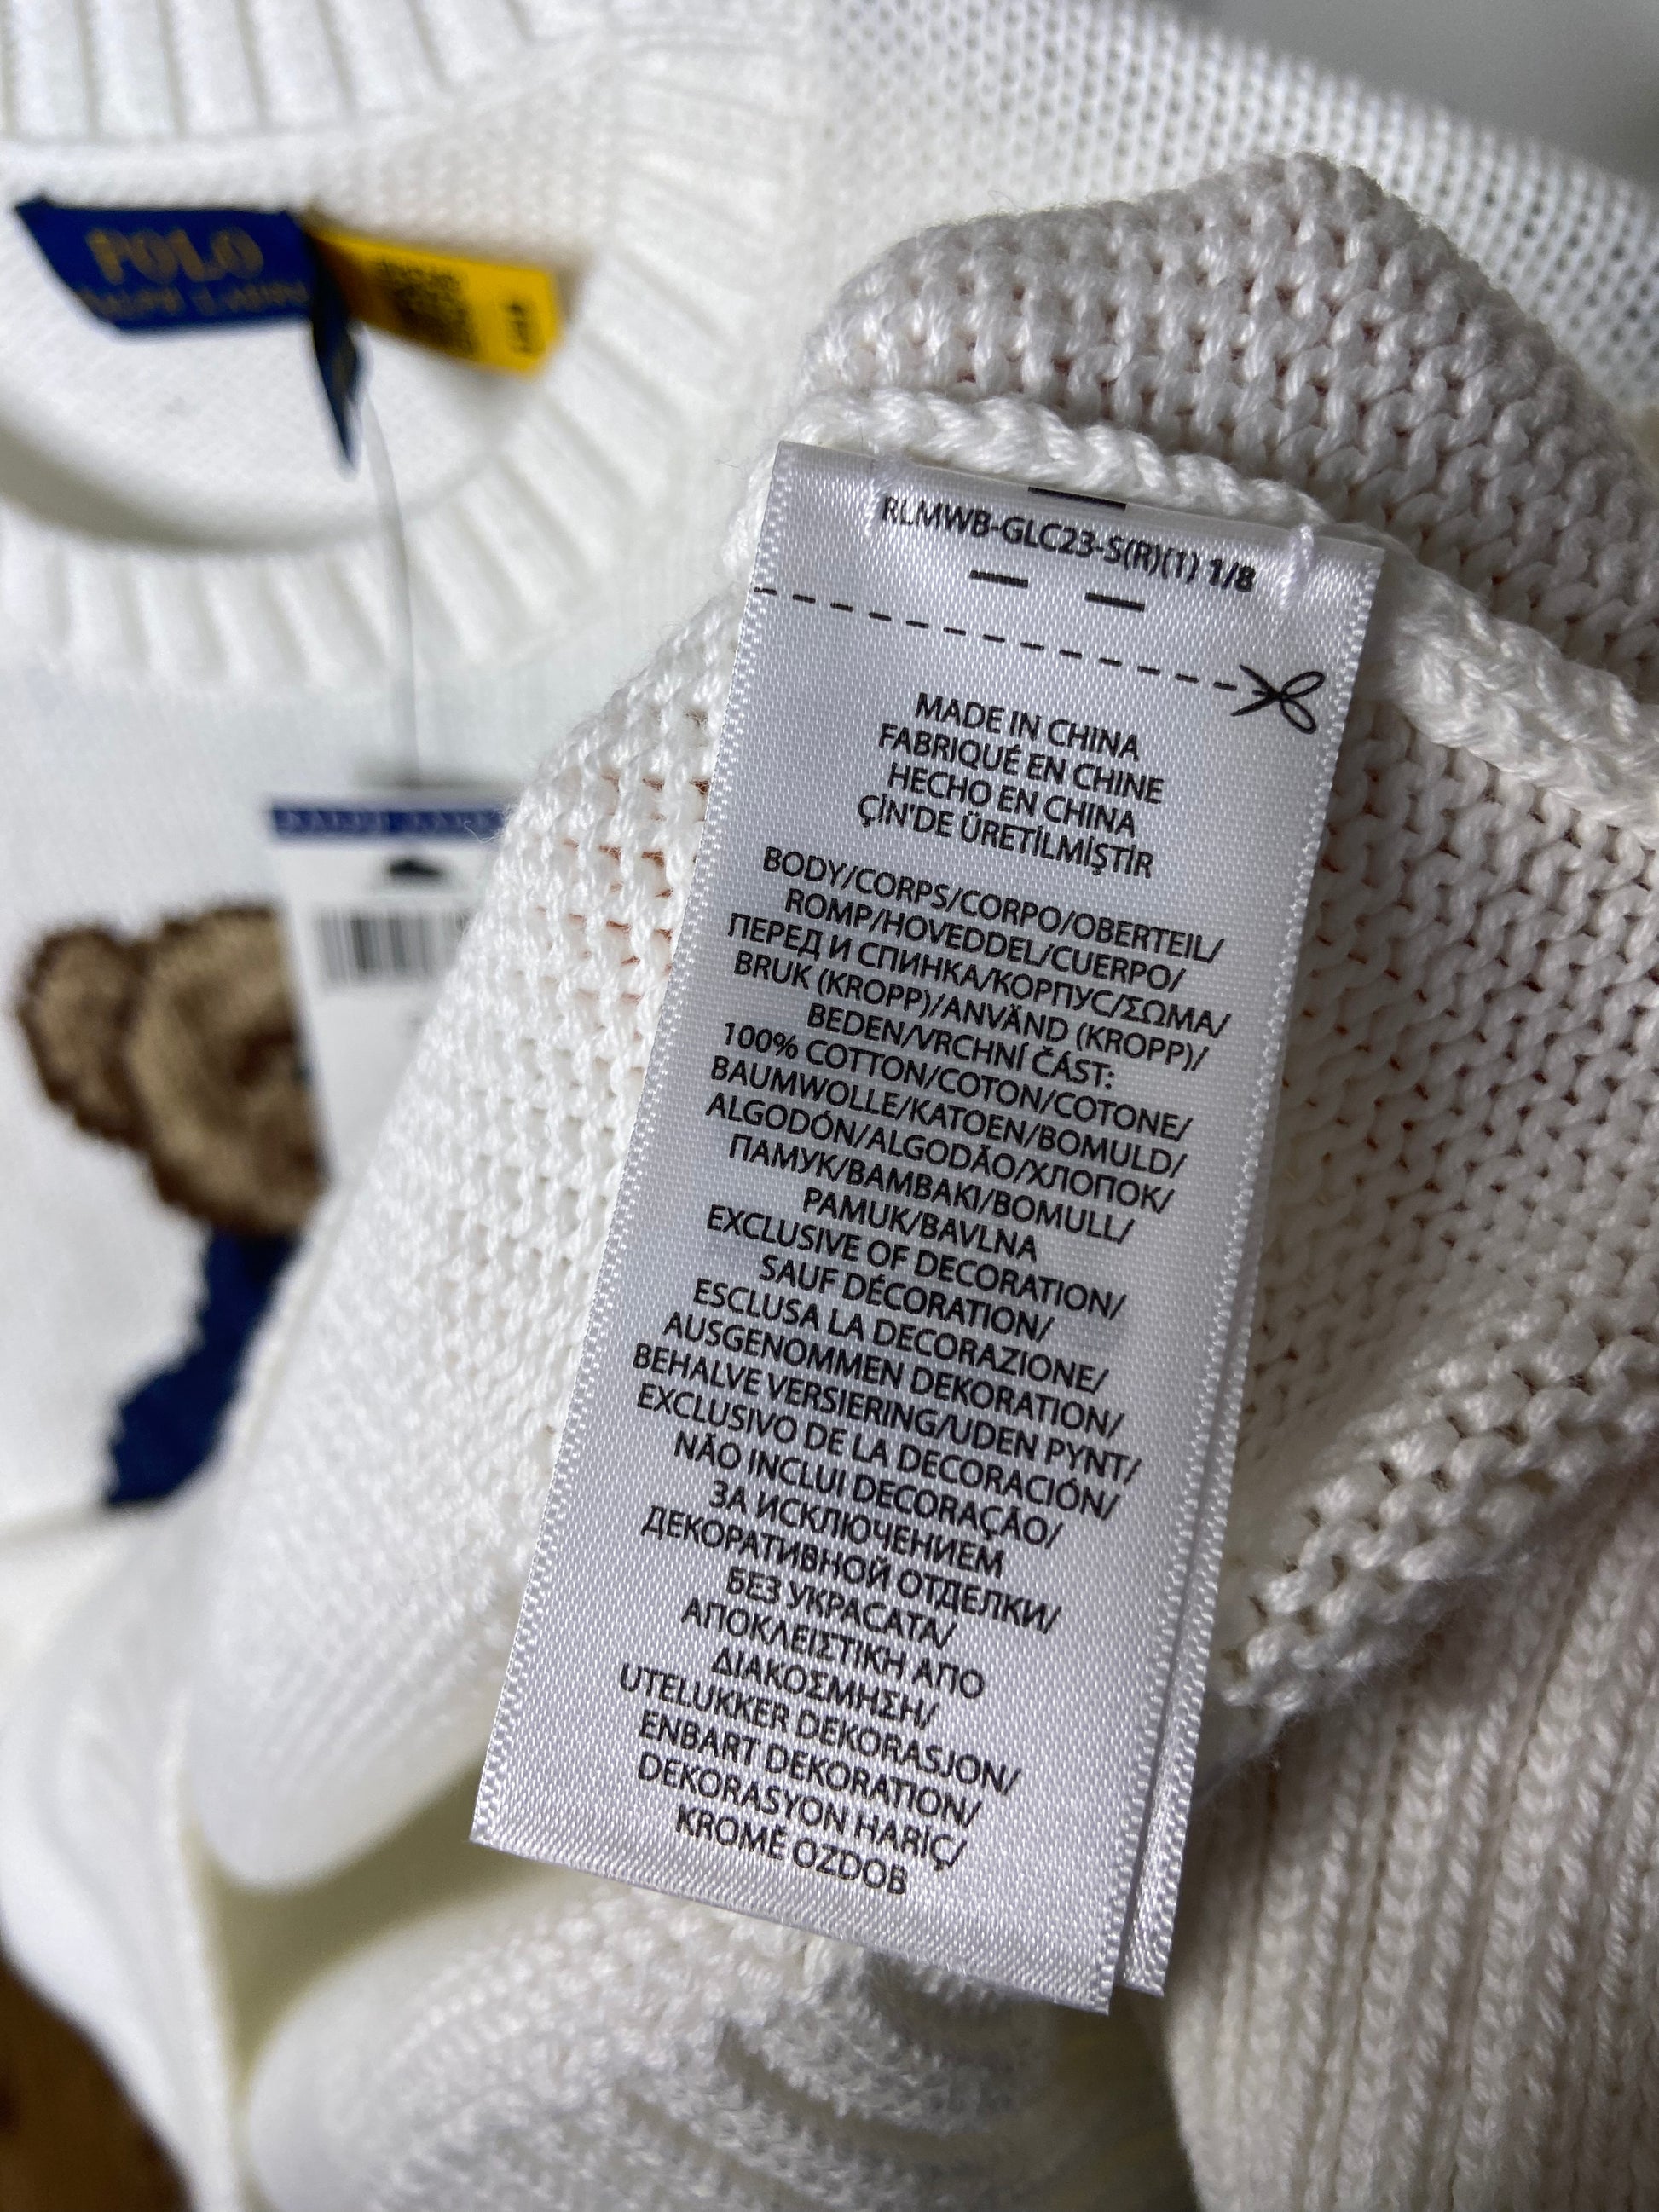 POLO
RALPH LAUREN
RLMWB-GLC23-S(R)(1) 1/8
MADE IN CHINA
FABRIQUÉ EN CHINE
HECHO EN CHINA
ÇİN'DE ÜRETİLMİŞTİR
BODY/CORPS/CORPO/OBERTEIL/
ROMP/HOVEDDEL/CUERPO/
ПЕРЕД И СПИНКА/КОРПУС/ΣΩΜΑ/
BRUK (KROPP)/ANVÄND (KROPP)/
BEDEN/VRCHNÍ ČÁST:
100% COTTON/COTON/COTONE/
BAUMWOLLE/KATOEN/BOMULD/
ALGODÓN/ALGODÃO/ХЛОПОК/
ПАМУК/BAMBAKI/BOMULL/
PAMUK/BAVLNA
EXCLUSIVE OF DECORATION/
SAUF DÉCORATION/
ESCLUSA LA DECORAZIONE/
AUSGENOMMEN DEKORATION/
BEHALVE VERSIERING/UDEN PYNT/
EXCLUSIVO DE LA DECORACIÓN/
NÃO INCLUI DECORAÇÃO/
ЗА ИСКЛЮЧЕНИЕМ
ДЕКОРАТИВНОЙ ОТДЕЛКИ/
БЕЗ УКРАСАТА/
ΑΠΟΚΛΕΙΣΤΙΚΗ ΑΠΟ
ΔΙΑΚΟΣΜΗΣΗ/
UTELUKKER DEKORASJON/
ENBART DEKORATION/
DEKORASYON HARİÇ/
KROMĚ OZDOB